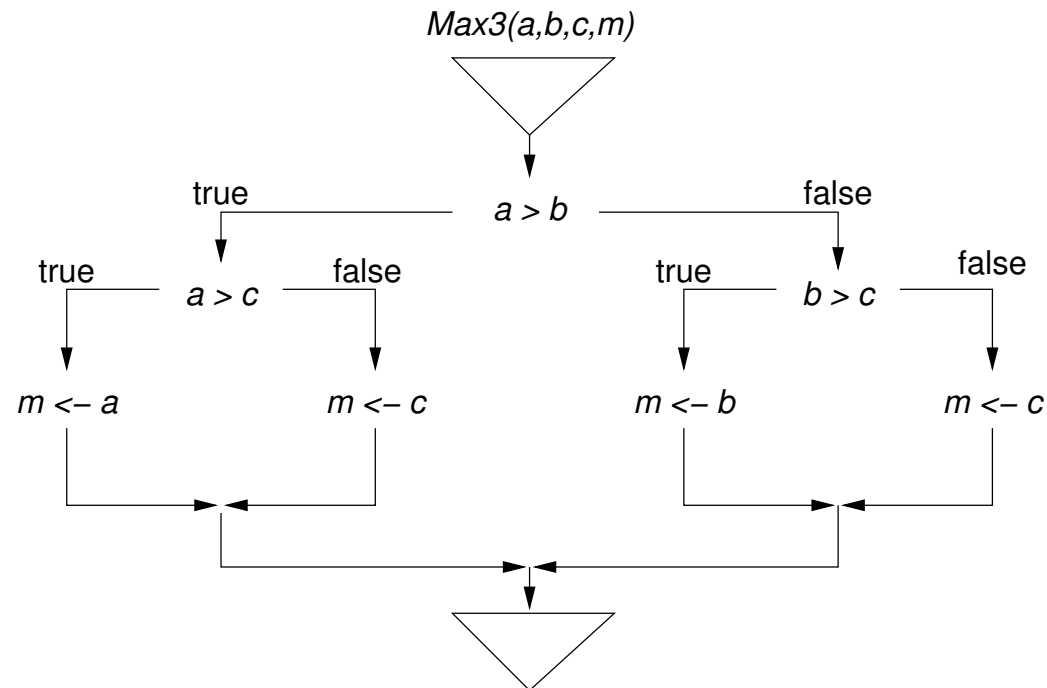 Max3(a,b,c,m)
true
a > b
false
true
a > c
false
true
b > c
false
m <– a
m <– c
m <– b
m <– c